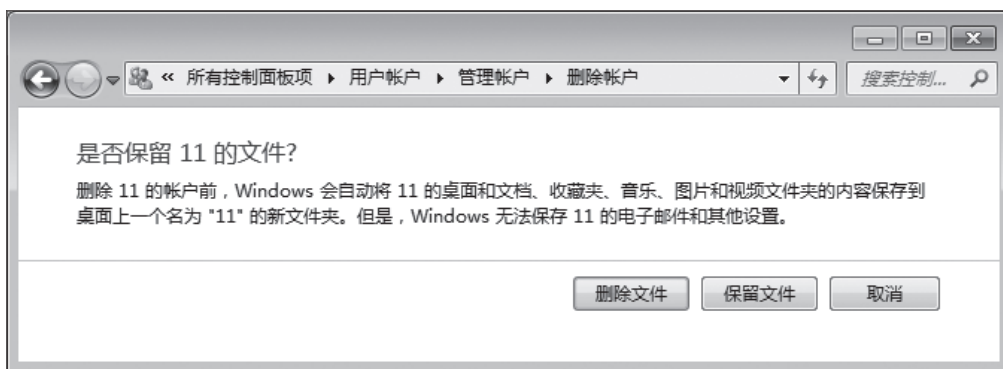 « 所有控制面板项 ▸ 用户帐户 ▸ 管理帐户 ▸ 删除帐户 搜索控制...
是否保留 11 的文件?
删除 11 的帐户前，Windows 会自动将 11 的桌面和文档、收藏夹、音乐、图片和视频文件夹的内容保存到
桌面上一个名为 "11" 的新文件夹。但是，Windows 无法保存 11 的电子邮件和其他设置。
删除文件 保留文件 取消